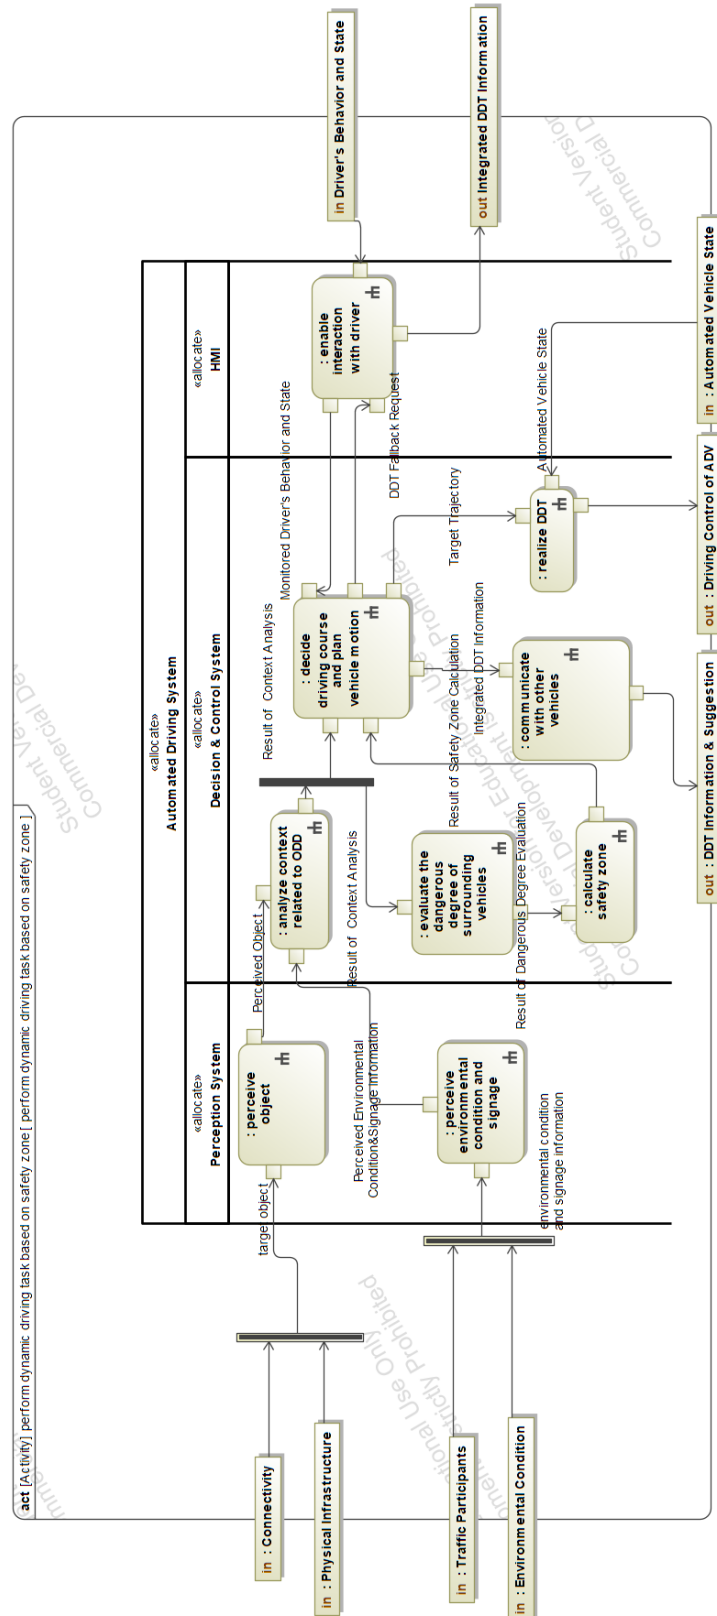 act [Activity] perform dynamic driving task based on safety zone[ perform dynamic driving task based on safety zone ]
in : Connectivity
in : Physical Infrastructure
in : Traffic Participants
in : Environmental Condition
«allocate»
Automated Driving System
«allocate»
Perception System
«allocate»
Decision & Control System
«allocate»
HMI
target object
: perceive
object
Perceived Object
environmental condition
and signage information
: perceive
environmental
condition and
signage
Perceived Environmental
Condition&Signage Information
: analyze context
related to ODD
Result of Context Analysis
Result of Context Analysis
: evaluate the
dangerous
degree of
surrounding
vehicles
Result of Dangerous Degree Evaluation
: calculate
safety zone
Result of Safety Zone Calculation
: decide
driving course
and plan
vehicle motion
Monitored Driver's Behavior and State
DDT Fallback Request
Integrated DDT Information
: communicate
with other
vehicles
Target Trajectory
: realize DDT
Automated Vehicle State
: enable
interaction
with driver
in Driver's Behavior and State
out Integrated DDT Information
out : DDT Information & Suggestion
out : Driving Control of ADV
in : Automated Vehicle State
Student Version
Commercial D